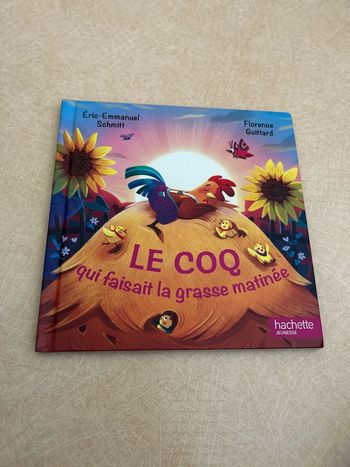 Éric-Emmanuel
Schmitt
Florence
Guittard
LE COQ
qui faisait la grasse matinée
hachette
JEUNESSE